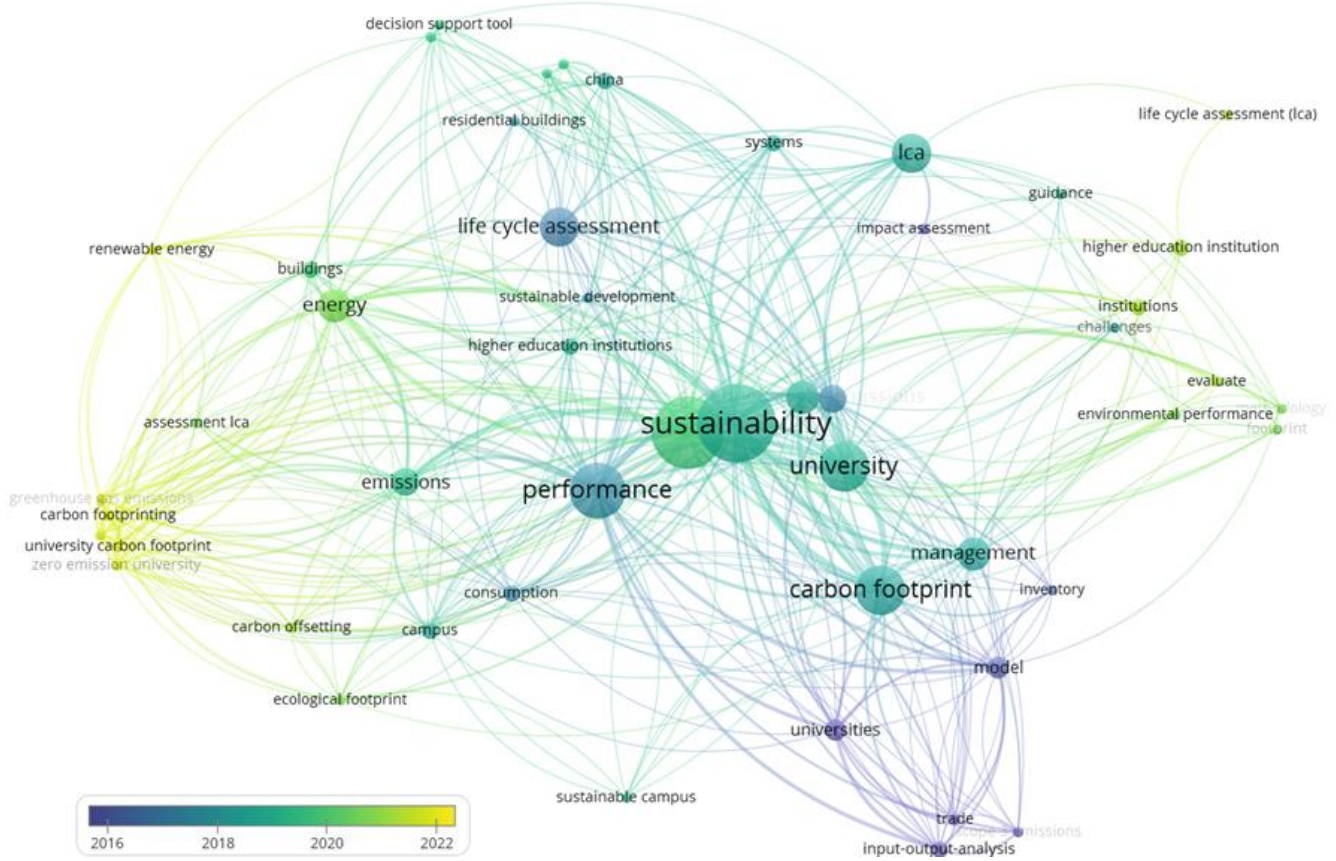 decision support tool
china
residential buildings
life cycle assessment (lca)
systems
lca
guidance
life cycle assessment
impact assessment
renewable energy
higher education institution
buildings
energy
sustainable development
institutions
challenges
higher education institutions
evaluate
sustainability
environmental performance
footprint
assessment lca
university
emissions
performance
greenhouse gas emissions
carbon footprinting
university carbon footprint
zero emission university
management
carbon footprint
consumption
inventory
carbon offsetting
campus
model
ecological footprint
universities
sustainable campus
trade
input-output-analysis
2016 2018 2020 2022